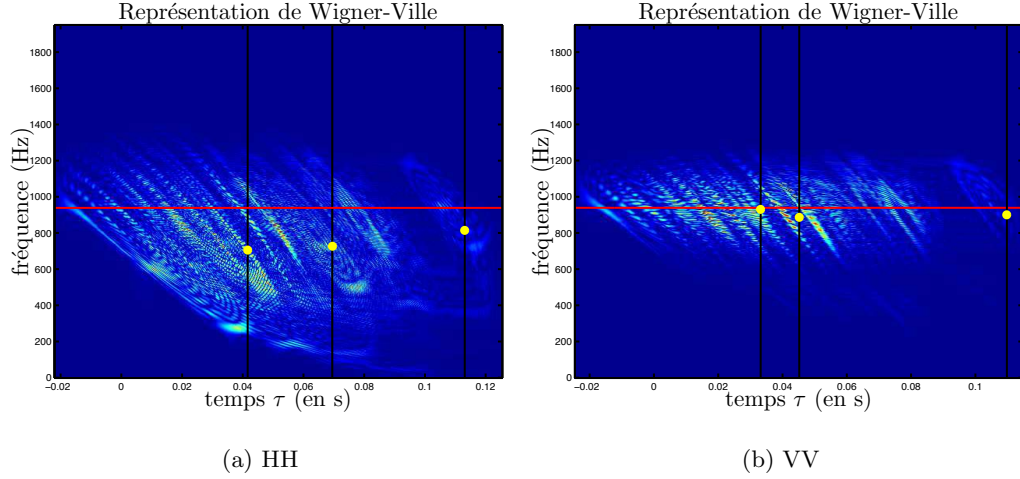 Représentation de Wigner-Ville
fréquence (Hz)
1800
1600
1400
1200
1000
800
600
400
200
0
−0.02 0 0.02 0.04 0.06 0.08 0.1 0.12
temps τ (en s)
(a) HH
Représentation de Wigner-Ville
fréquence (Hz)
1800
1600
1400
1200
1000
800
600
400
200
0
−0.02 0 0.02 0.04 0.06 0.08 0.1
temps τ (en s)
(b) VV